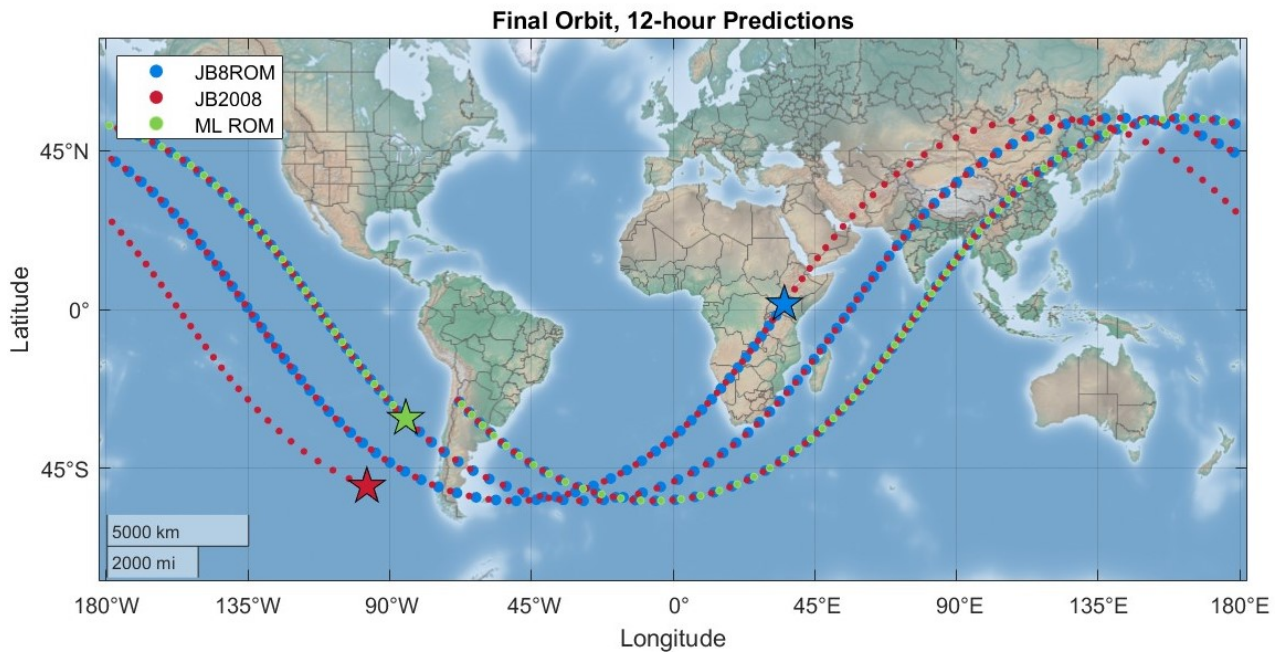 Final Orbit, 12-hour Predictions
JB8ROM
JB2008
ML ROM
Latitude
45°N
0°
45°S
5000 km
2000 mi
180°W 135°W 90°W 45°W 0° 45°E 90°E 135°E 180°E
Longitude